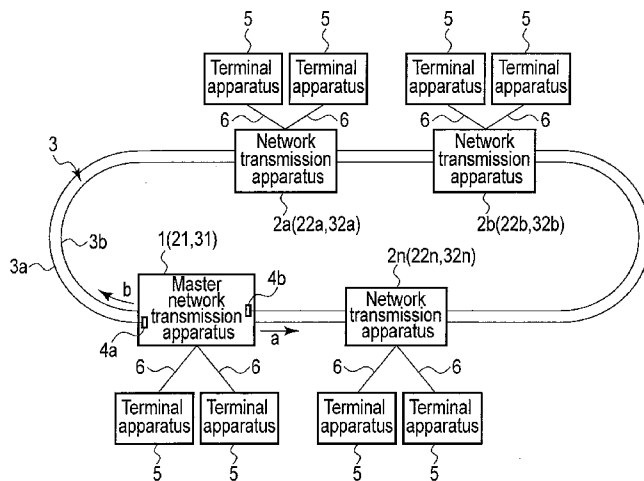 5 5 5 5
Terminal apparatus Terminal apparatus Terminal apparatus Terminal apparatus
6 6 6 6
Network transmission apparatus Network transmission apparatus
3
2a(22a,32a) 2b(22b,32b)
3b
3a
1(21,31) 4b 2n(22n,32n)
b
Master network transmission apparatus Network transmission apparatus
4a a
6 6 6 6
Terminal apparatus Terminal apparatus Terminal apparatus Terminal apparatus
5 5 5 5